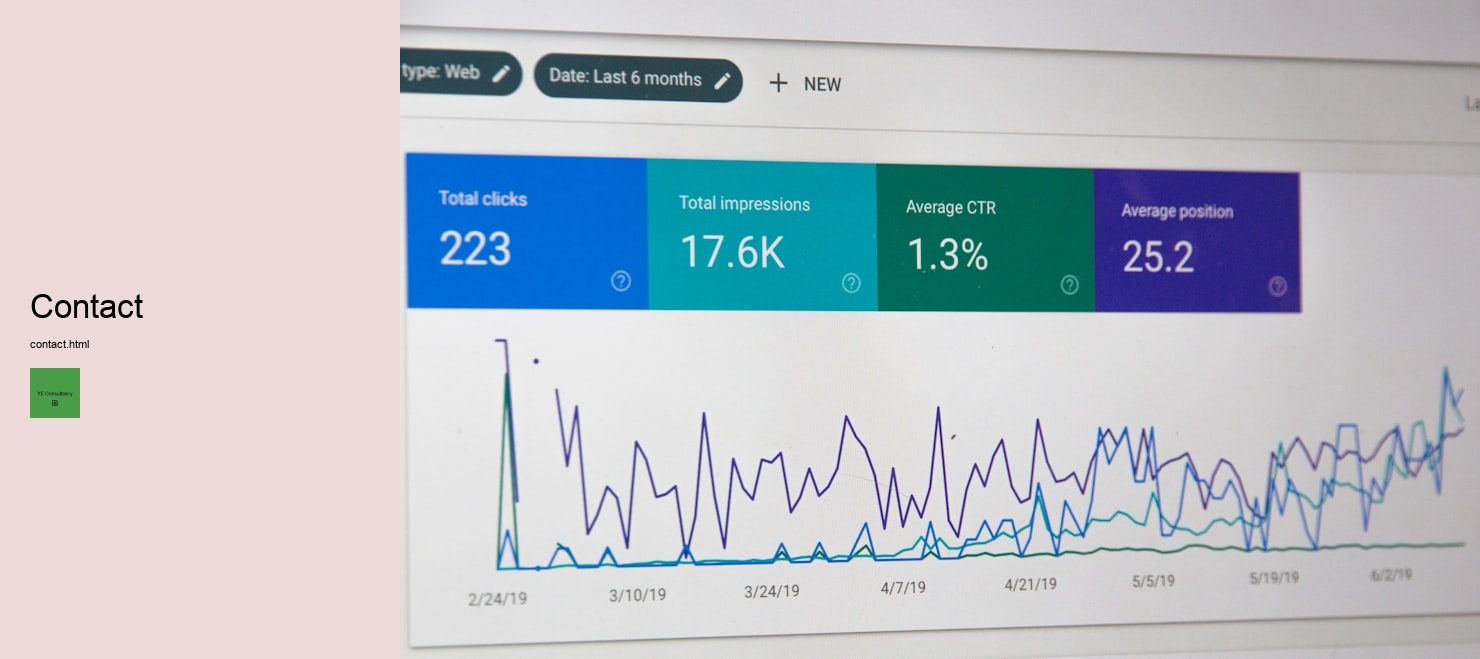 Contact
contact.html
YE Consultancy
type: Web
Date: Last 6 months
+ NEW
Total clicks
223
Total impressions
17.6K
Average CTR
1.3%
Average position
25.2
2/24/19
3/10/19
3/24/19
4/7/19
4/21/19
5/5/19
5/19/19
6/2/19